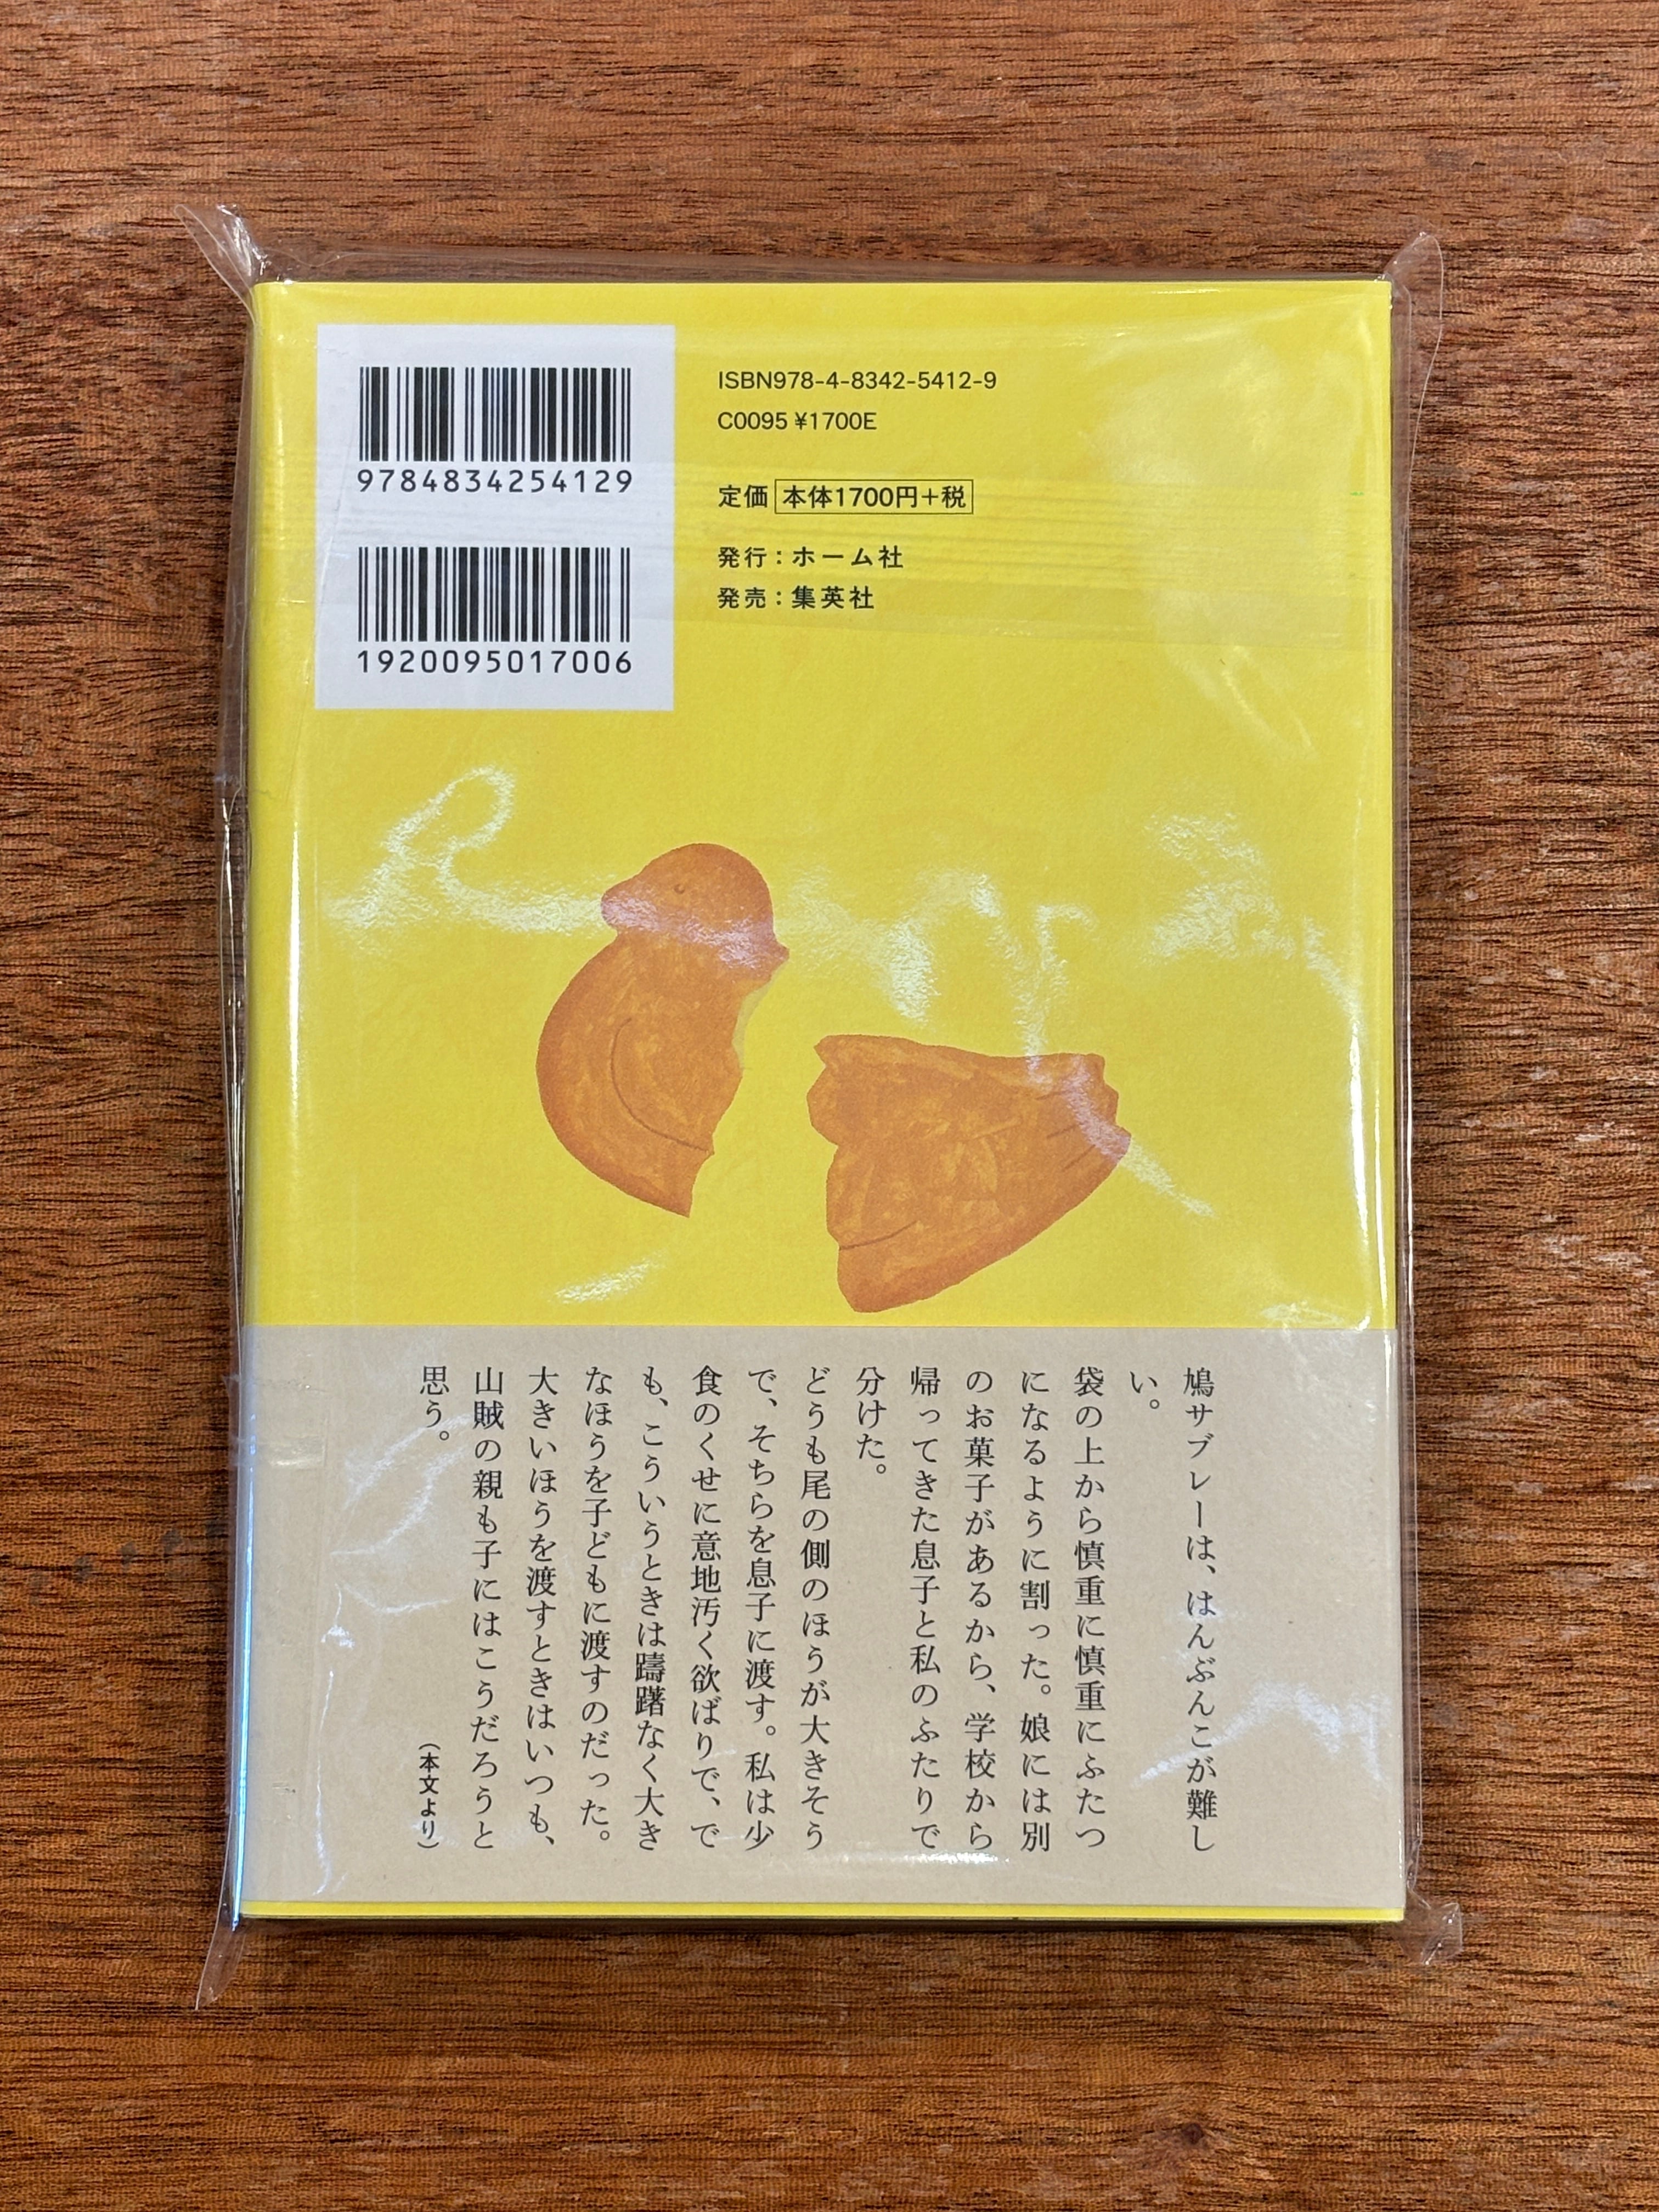 9784834254129
1920095017006
ISBN978-4-8342-5412-9
C0095 ¥1700E
定価 本体1700円+税
発行：ホーム社
発売：集英社
鳩サブレーは、はんぶんこが難し
い。
袋の上から慎重に慎重にふたつ
になるように割った。娘には別
のお菓子があるから、学校から
帰ってきた息子と私のふたりで
分けた。
どうも尾の側のほうが大きそう
で、そちらを息子に渡す。私は少
食のくせに意地汚く欲ばりで、で
も、こういうときは躊躇なく大き
なほうを子どもに渡すのだった。
大きいほうを渡すときはいつも、
山賊の親も子にはこうだろうと
思う。
（本文より）